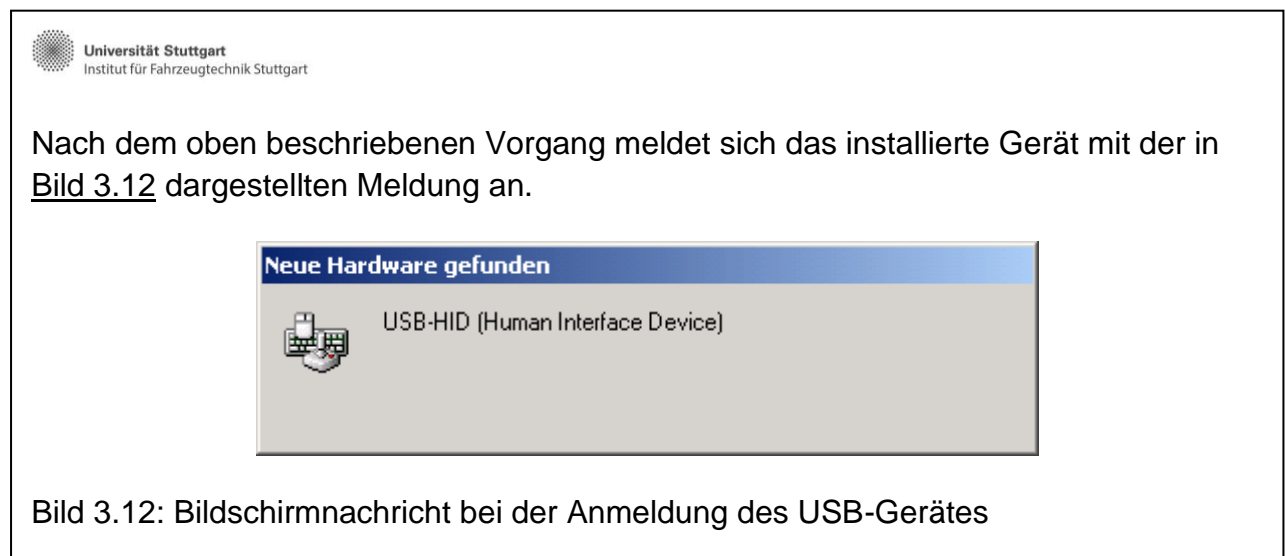 Universität Stuttgart
Institut für Fahrzeugtechnik Stuttgart
Nach dem oben beschriebenen Vorgang meldet sich das installierte Gerät mit der in
Bild 3.12 dargestellten Meldung an.
Neue Hardware gefunden
USB-HID (Human Interface Device)
Bild 3.12: Bildschirmnachricht bei der Anmeldung des USB-Gerätes